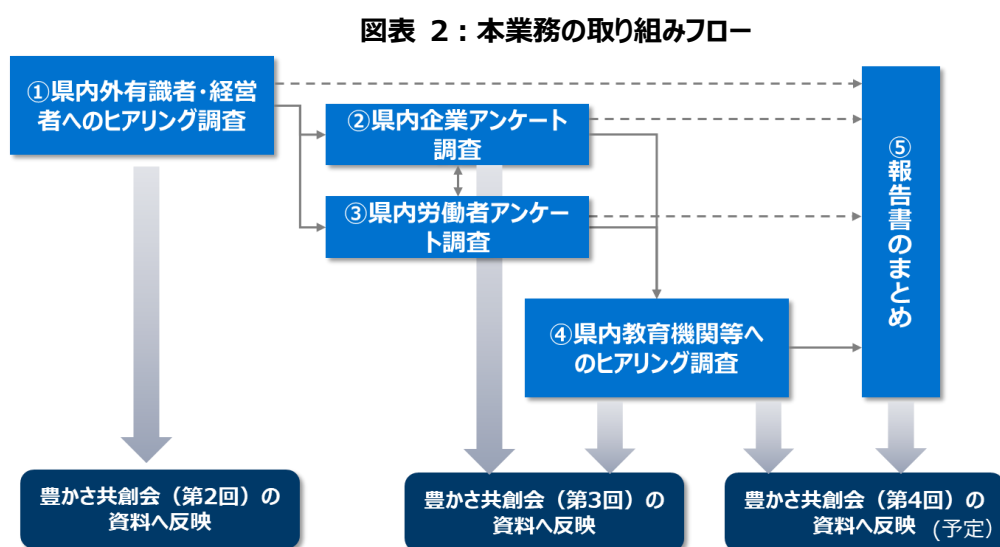 図表 2：本業務の取り組みフロー
①県内外有識者・経営
者へのヒアリング調査
②県内企業アンケート
調査
③県内労働者アンケー
ト調査
④県内教育機関等へ
のヒアリング調査
⑤報告書のまとめ
豊かさ共創会（第2回）の
資料へ反映
豊かさ共創会（第3回）の
資料へ反映
豊かさ共創会（第4回）の
資料へ反映 (予定)